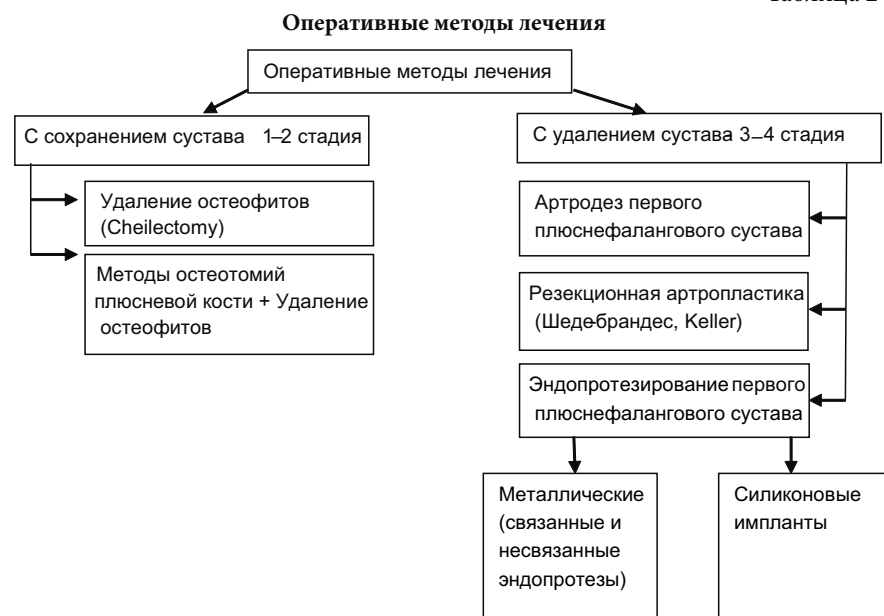 Оперативные методы лечения
Оперативные методы лечения
С сохранением сустава 1–2 стадия
С удалением сустава 3–4 стадия
Удаление остеофитов
(Cheilectomy)
Методы остеотомий
плюсневой кости + Удаление
остеофитов
Артродез первого
плюснефалангового сустава
Резекционная артропластика
(Шеде-брандес, Keller)
Эндопротезирование первого
плюснефалангового сустава
Металлические
(связанные и
несвязанные
эндопротезы)
Силиконовые
импланты